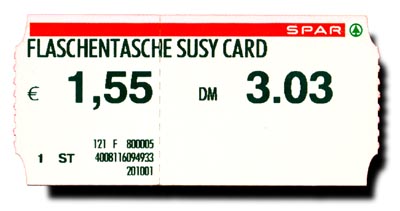 SPAR
FLASCHENTASCHE SUSY CARD
€ 1,55 DM 3.03
121 F 800005
1 ST 4008116094933
201001